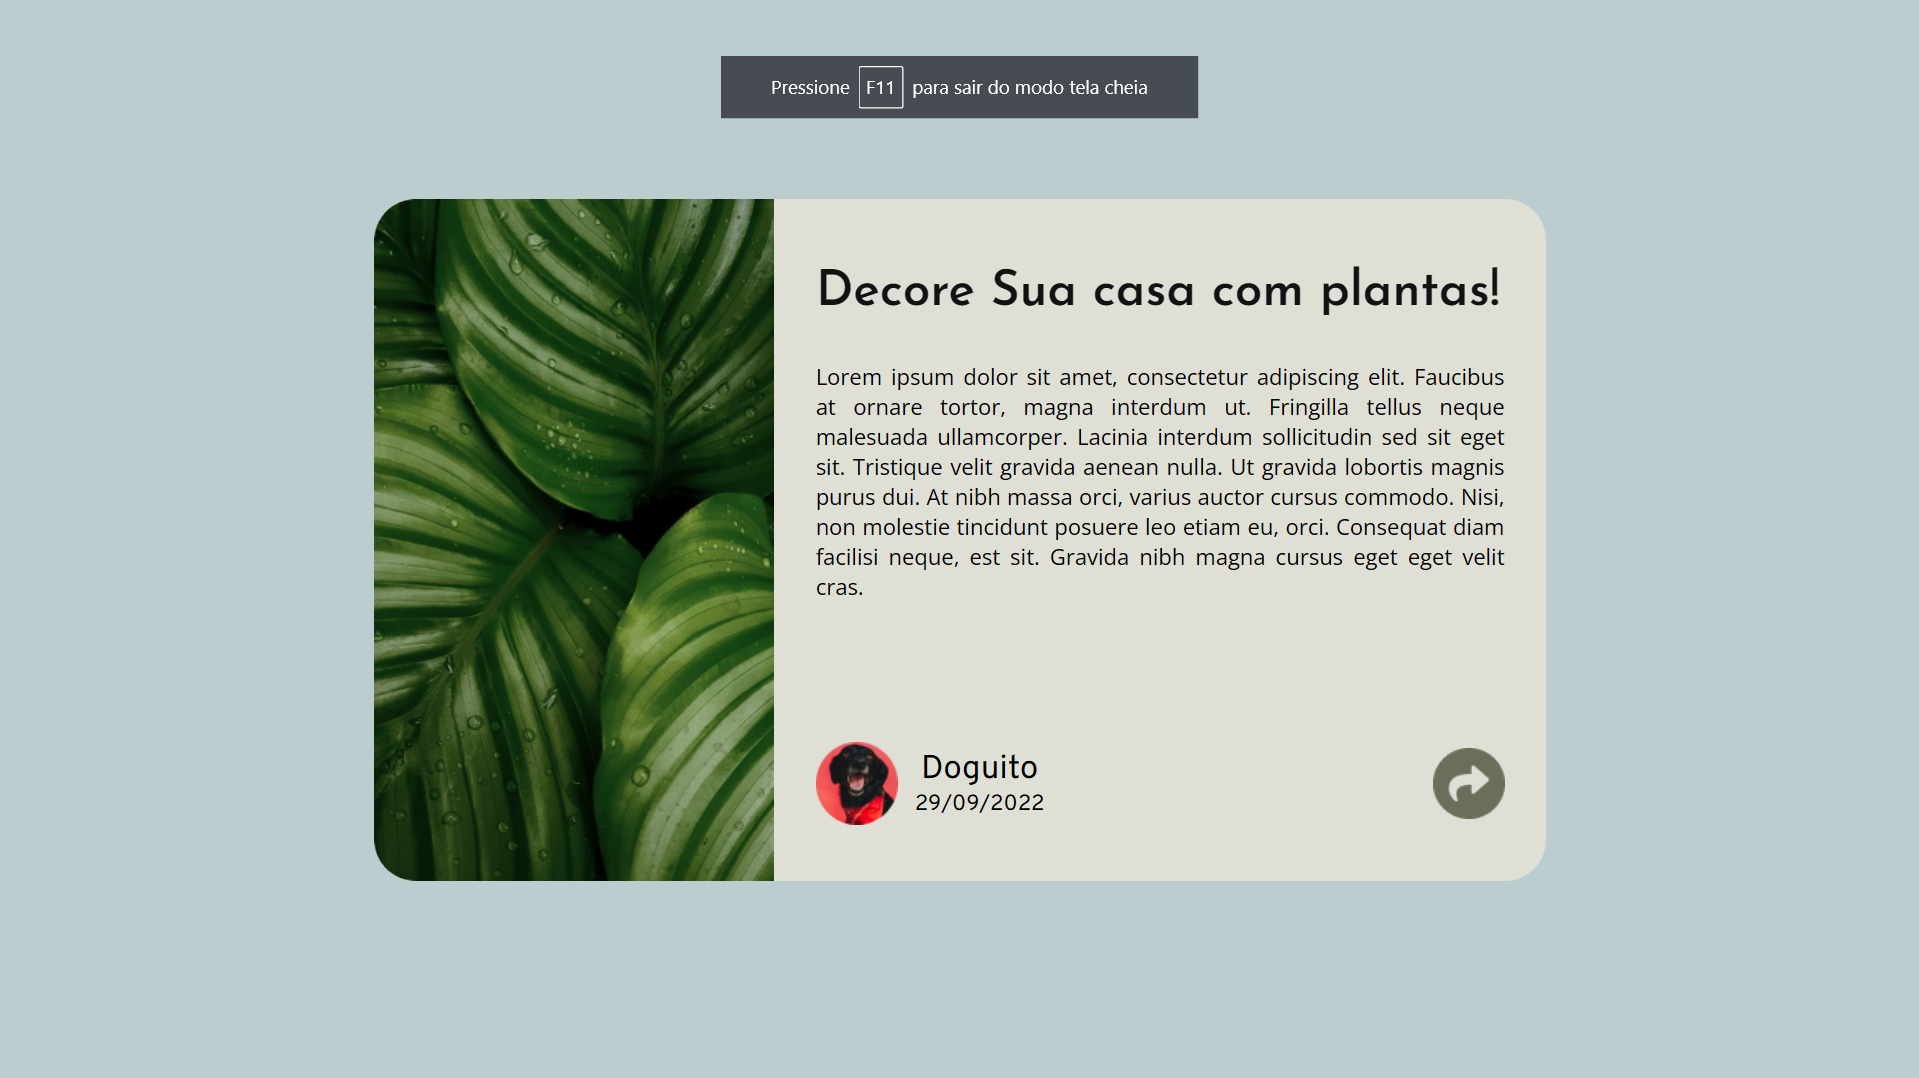 Pressione F11 para sair do modo tela cheia
Decore Sua casa com plantas!
Lorem ipsum dolor sit amet, consectetur adipiscing elit. Faucibus
at ornare tortor, magna interdum ut. Fringilla tellus neque
malesuada ullamcorper. Lacinia interdum sollicitudin sed sit eget
sit. Tristique velit gravida aenean nulla. Ut gravida lobortis magnis
purus dui. At nibh massa orci, varius auctor cursus commodo. Nisi,
non molestie tincidunt posuere leo etiam eu, orci. Consequat diam
facilisi neque, est sit. Gravida nibh magna cursus eget eget velit
cras.
Doguito
29/09/2022